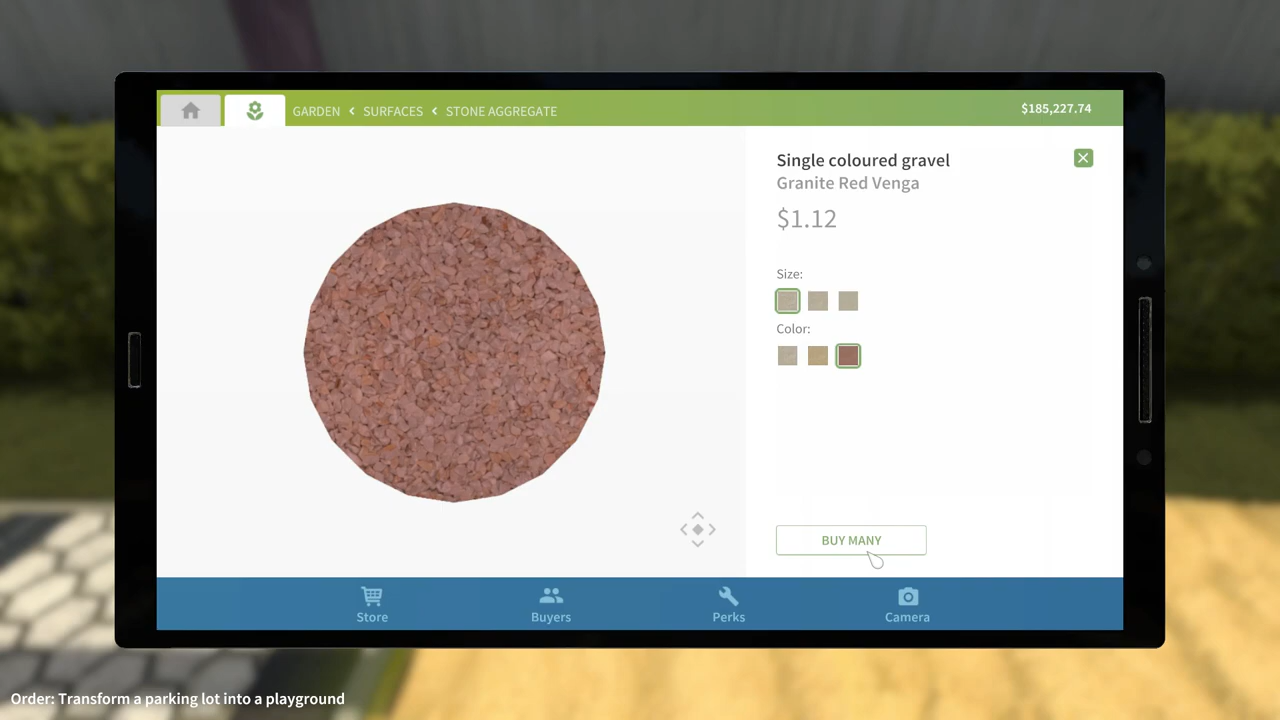 GARDEN < SURFACES < STONE AGGREGATE
$185,227.74
Single coloured gravel
Granite Red Venga
$1.12
Size:
Color:
BUY MANY
Store
Buyers
Perks
Camera
Order: Transform a parking lot into a playground